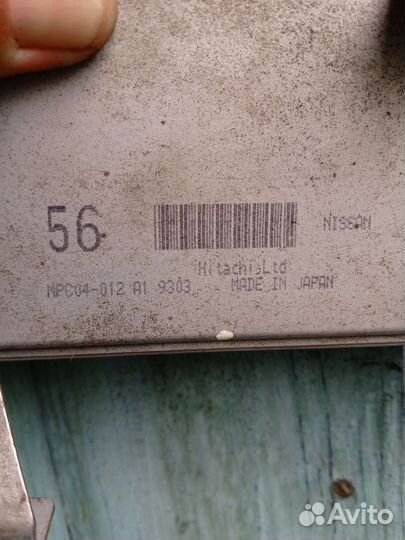 56
NISSAN
Hitachi,Ltd
MPC04-012 A1 9303 MADE IN JAPAN
Avito